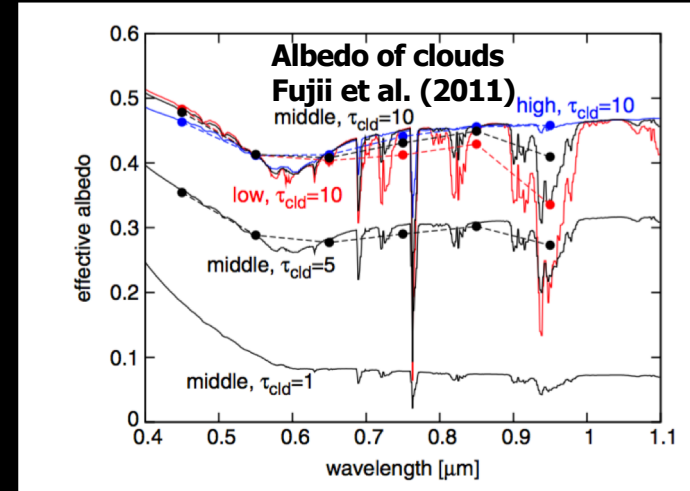 Albedo of clouds
Fujii et al. (2011)
high, τcld=10
middle, τcld=10
low, τcld=10
middle, τcld=5
middle, τcld=1
effective albedo
0.6
0.5
0.4
0.3
0.2
0.1
0
0.4 0.5 0.6 0.7 0.8 0.9 1 1.1
wavelength [μm]